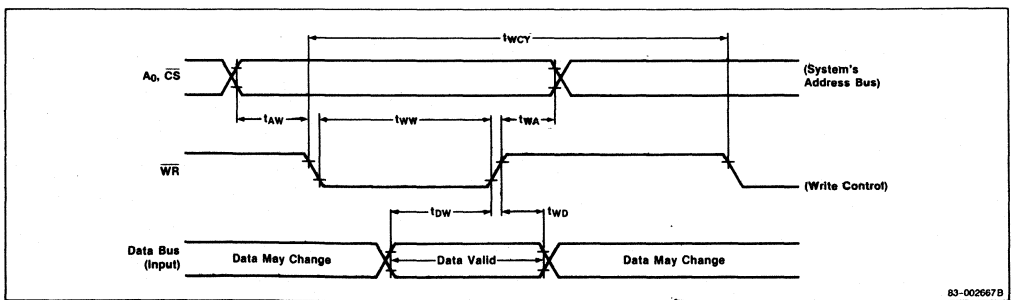 tWCY
A0, CS
(System's
Address Bus)
tAW
tWW
tWA
WR
(Write Control)
tDW
tWD
Data Bus
(Input)
Data May Change
Data Valid
Data May Change
83-002667B